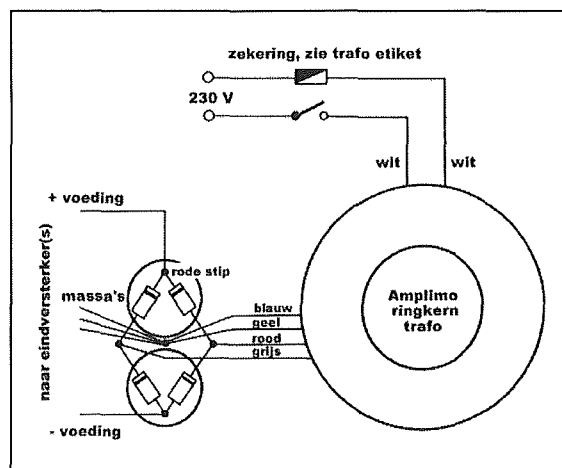 zekering, zie trafo etiket
230 V
wit
wit
+ voeding
rode stip
massa's
naar eindversterker(s)
blauw
geel
rood
grijs
Amplimo
ringkern
trafo
- voeding